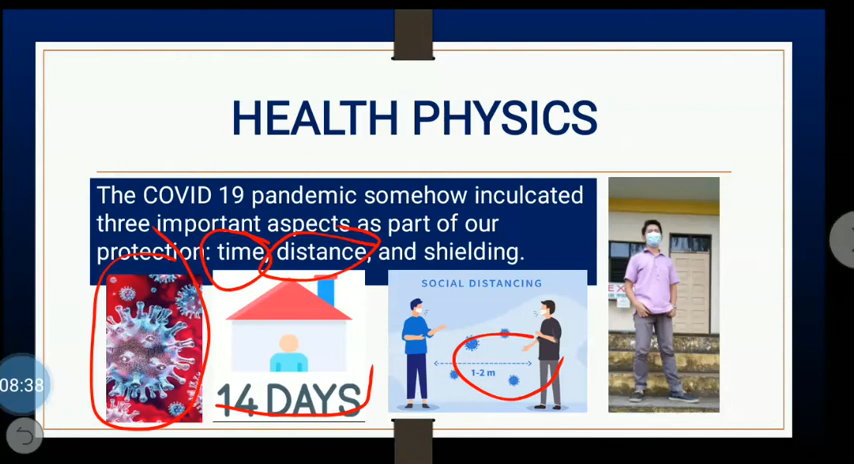 HEALTH PHYSICS
The COVID 19 pandemic somehow inculcated
three important aspects as part of our
protection: time, distance, and shielding.
SOCIAL DISTANCING
1-2 m
14 DAYS
08:38